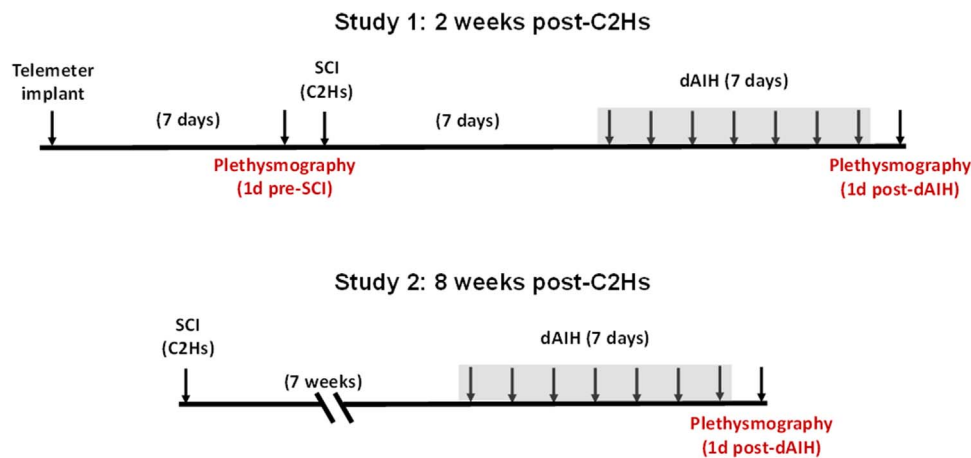 Study 1: 2 weeks post-C2Hs
Telemeter
implant
SCI
(C2Hs)
dAIH (7 days)
(7 days)
(7 days)
Plethysmography
(1d pre-SCI)
Plethysmography
(1d post-dAIH)
Study 2: 8 weeks post-C2Hs
SCI
(C2Hs)
dAIH (7 days)
(7 weeks)
Plethysmography
(1d post-dAIH)